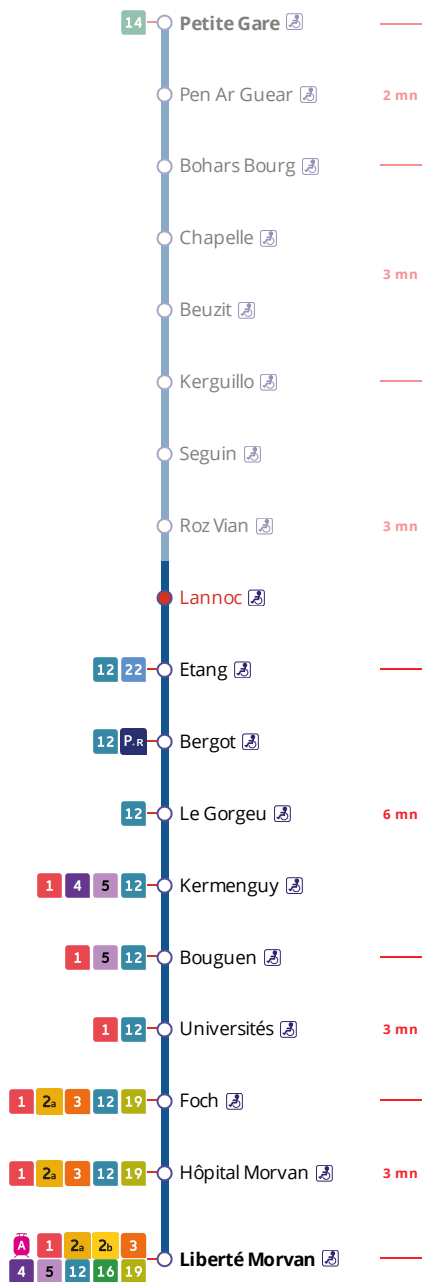 14 Petite Gare
Pen Ar Guear 2 mn
Bohars Bourg
Chapelle
3 mn
Beuzit
Kerguillo
Seguin
Roz Vian 3 mn
Lannoc
12 22 Etang
12 P.R Bergot
12 Le Gorgeu 6 mn
1 4 5 12 Kermenguy
1 5 12 Bouguen
1 12 Universités 3 mn
1 2a 3 12 19 Foch
1 2a 3 12 19 Hôpital Morvan 3 mn
A 1 2a 2b 3
4 5 12 16 19 Liberté Morvan